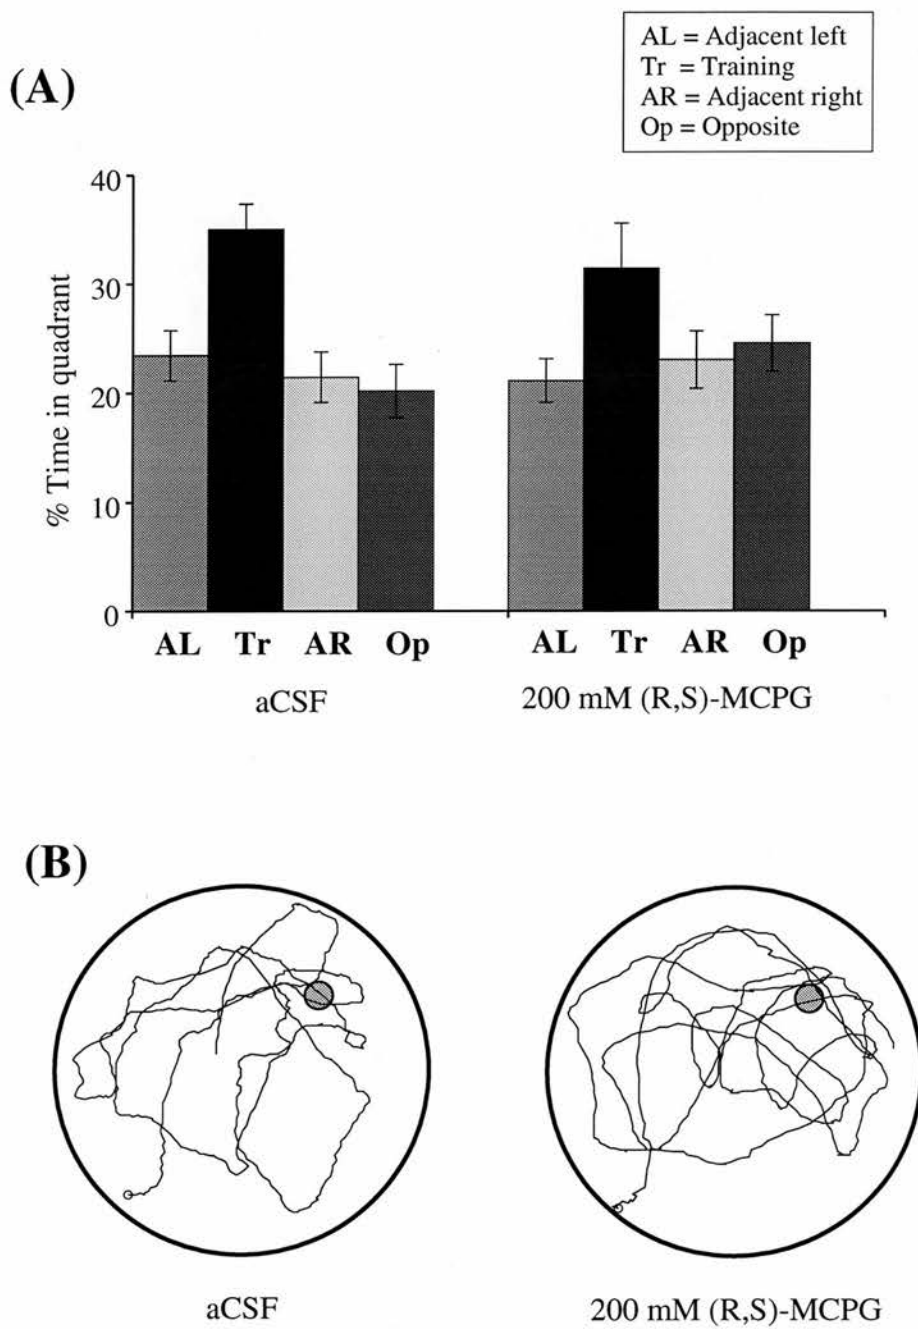 AL = Adjacent left
Tr = Training
AR = Adjacent right
Op = Opposite
(A)
% Time in quadrant
40
30
20
10
0
AL Tr AR Op AL Tr AR Op
aCSF 200 mM (R,S)-MCPG
(B)
aCSF 200 mM (R,S)-MCPG